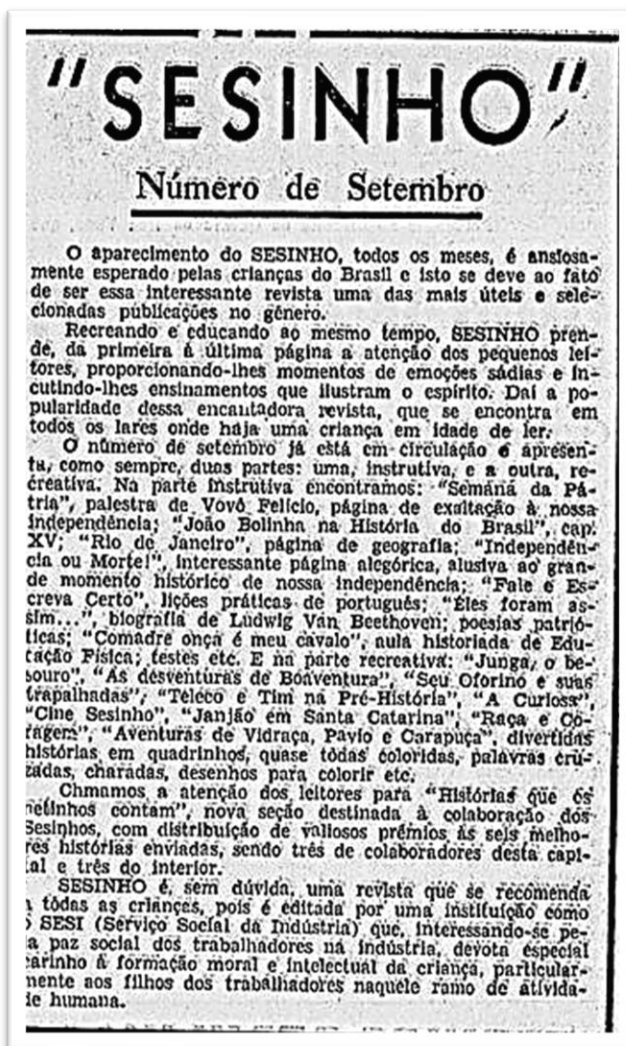 "SESINHO"
Número de Setembro
O aparecimento do SESINHO, todos os meses, é ansiosa-
mente esperado pelas crianças do Brasil e isto se deve ao fato
de ser essa interessante revista uma das mais úteis e sele-
cionadas publicações no gênero.
Recreando e educando ao mesmo tempo, SESINHO pren-
de, da primeira à última página a atenção dos pequenos lei-
tores, proporcionando-lhes momentos de emoções sádias e in-
cutindo-lhes ensinamentos que ilustram o espírito. Daí a po-
pularidade dessa encantadora revista, que se encontra em
todos os lares onde haja uma criança em idade de ler.
O número de setembro já está em circulação e apresen-
ta, como sempre, duas partes: uma, instrutiva, e a outra, re-
creativa. Na parte instrutiva encontramos: "Semana da Pá-
tria", palestra de Vovô Felício, página de exaltação à nossa
independência; "João Bolinha na História do Brasil", cap.
XV; "Rio de Janeiro", página de geografia; "Independên-
cia ou Morte!", interessante página alegórica, alusiva ao gran-
de momento histórico de nossa independência; "Fale e Es-
creva Certo", lições práticas de português; "Êles foram as-
sim...", biografia de Ludwig Van Beethoven; poesias patrió-
ticas; "Comadre onça é meu cavalo", aula historiada de Edu-
cação Física; testes etc. E na parte recreativa: "Junga, o be-
souro", "As desventuras de Boaventura", "Seu Oforino e suas
trapalhadas", "Teleco e Tim na Pré-História", "A Curiosa",
"Cine Sesinho", "Janjão em Santa Catarina", "Raça e Co-
ragem", "Aventuras de Vidraça, Pavio e Carapuça", divertidas
histórias em quadrinhos, quase tôdas coloridas, palavras cru-
zadas, charadas, desenhos para colorir etc.
Chmamos a atenção dos leitores para "Histórias que os
netinhos contam", nova seção destinada à colaboração dos
Sesinhos, com distribuição de valiosos prêmios às seis melho-
res histórias enviadas, sendo três de colaboradores desta capi-
tal e três do interior.
SESINHO é, sem dúvida, uma revista que se recomenda
a tôdas as crianças, pois é editada por uma instituição como
o SESI (Serviço Social da Indústria) que, interessando-se pe-
la paz social dos trabalhadores na indústria, devota especial
carinho à formação moral e intelectual da criança, particular-
mente aos filhos dos trabalhadores naquele ramo de ativida-
de humana.